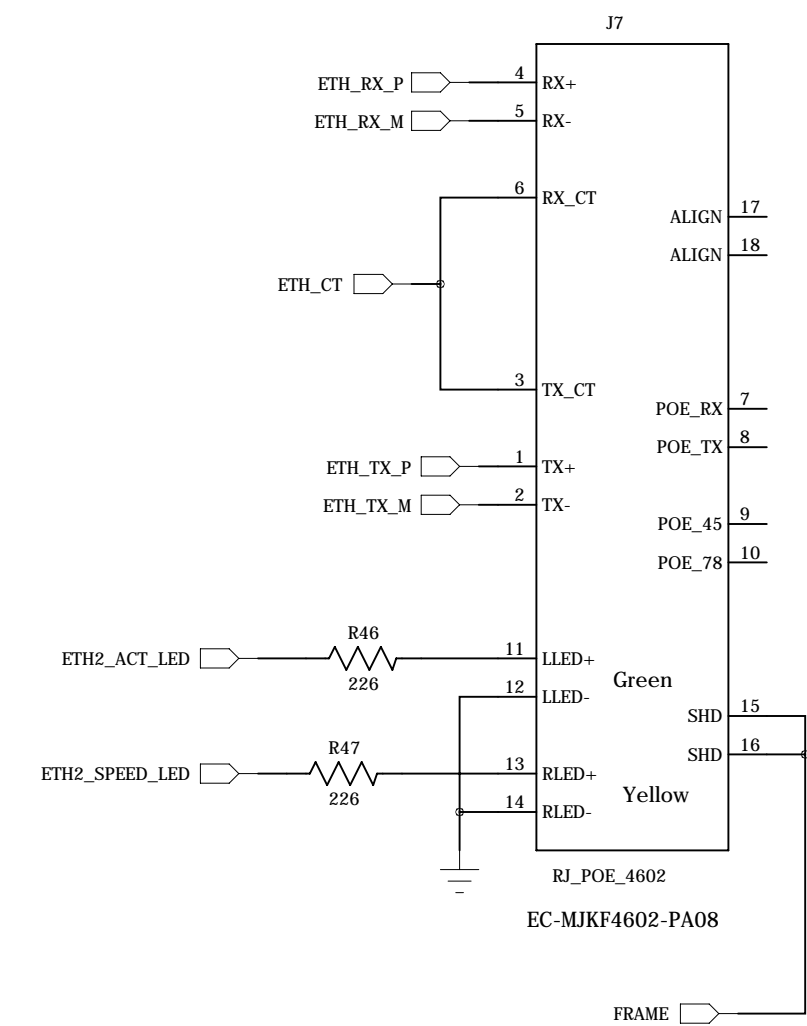 J7
ETH_RX_P 4 RX+
ETH_RX_M 5 RX-
6 RX_CT
ALIGN 17
ALIGN 18
ETH_CT
3 TX_CT
POE_RX 7
POE_TX 8
ETH_TX_P 1 TX+
ETH_TX_M 2 TX-
POE_45 9
POE_78 10
R46
ETH2_ACT_LED 11 LLED+
226
12 LLED-
Green
SHD 15
R47
SHD 16
ETH2_SPEED_LED 13 RLED+
226
Yellow
14 RLED-
RJ_POE_4602
EC-MJKF4602-PA08
FRAME